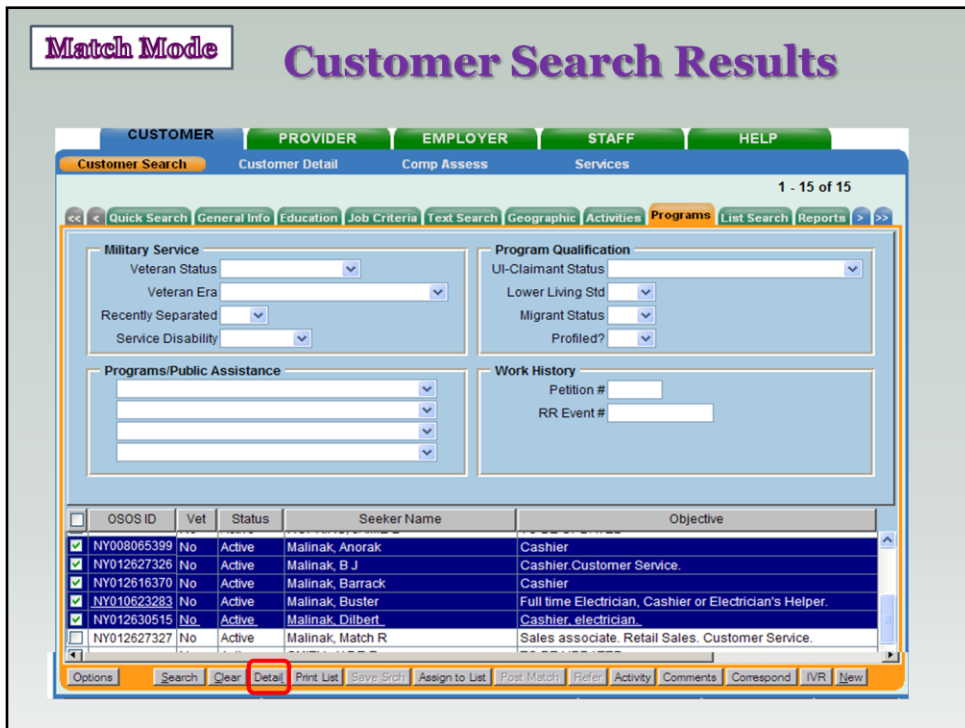 Match Mode
Customer Search Results
CUSTOMER PROVIDER EMPLOYER STAFF HELP
Customer Search Customer Detail Comp Assess Services
1 - 15 of 15
<< < Quick Search General Info Education Job Criteria Text Search Geographic Activities Programs List Search Reports > >>
Military Service
Veteran Status
Veteran Era
Recently Separated
Service Disability
Program Qualification
UI-Claimant Status
Lower Living Std
Migrant Status
Profiled?
Programs/Public Assistance
Work History
Petition #
RR Event #
OSOS ID Vet Status Seeker Name Objective
NY008065399 No Active Malinak, Anorak Cashier
NY012627326 No Active Malinak, B J Cashier.Customer Service.
NY012616370 No Active Malinak, Barrack Cashier
NY010623283 No Active Malinak, Buster Full time Electrician, Cashier or Electrician's Helper.
NY012630515 No Active Malinak, Dilbert Cashier, electrician.
NY012627327 No Active Malinak, Match R Sales associate. Retail Sales. Customer Service.
Options Search Clear Detail Print List Save Srch Assign to List Post Match Refer Activity Comments Correspond IVR New